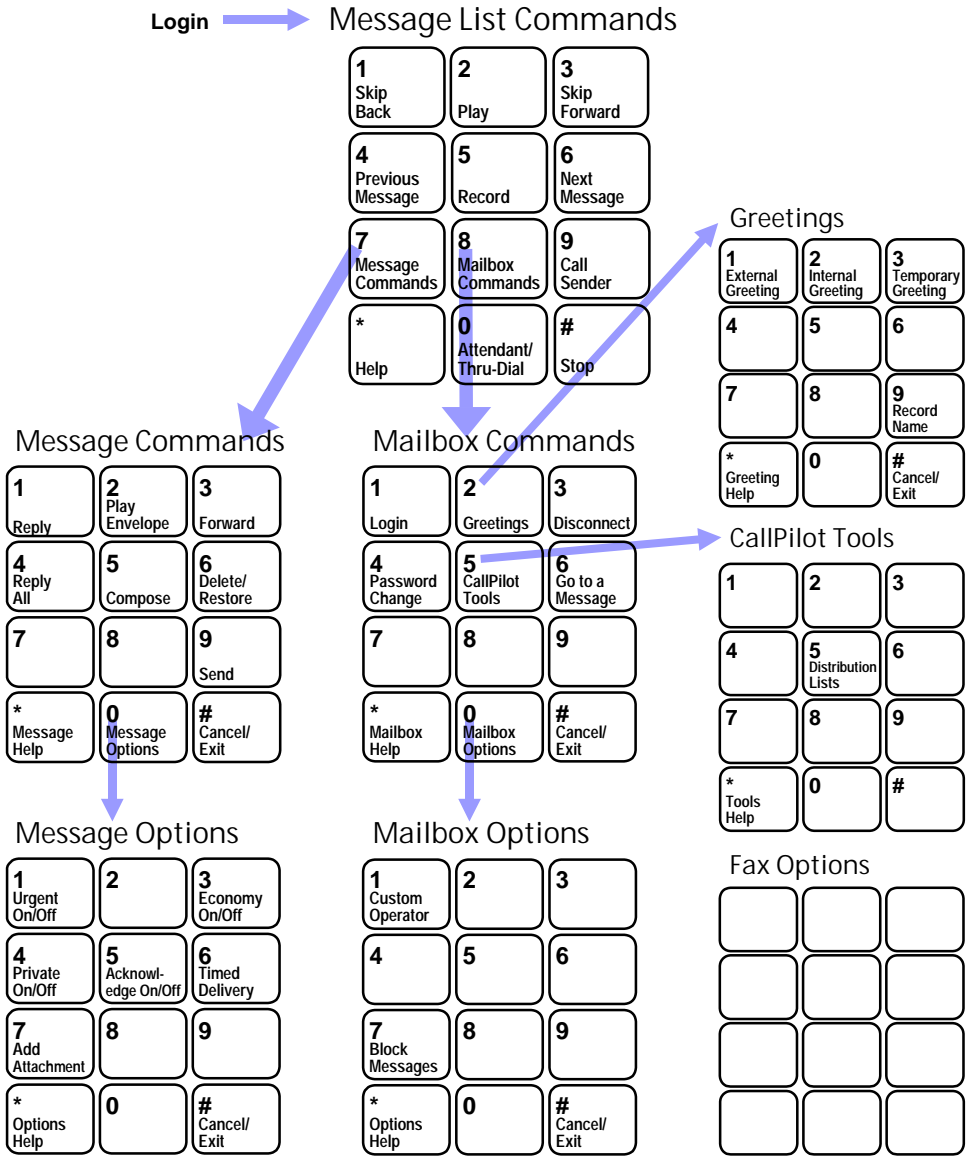 Login
Message List Commands
1
Skip
Back
2
Play
3
Skip
Forward
4
Previous
Message
5
Record
6
Next
Message
7
Message
Commands
8
Mailbox
Commands
9
Call
Sender
*
Help
0
Attendant/
Thru-Dial
#
Stop
Greetings
1
External
Greeting
2
Internal
Greeting
3
Temporary
Greeting
4
5
6
7
8
9
Record
Name
*
Greeting
Help
0
#
Cancel/
Exit
Message Commands
1
Reply
2
Play
Envelope
3
Forward
4
Reply
All
5
Compose
6
Delete/
Restore
7
8
9
Send
*
Message
Help
0
Message
Options
#
Cancel/
Exit
Mailbox Commands
1
Login
2
Greetings
3
Disconnect
4
Password
Change
5
CallPilot
Tools
6
Go to a
Message
7
8
9
*
Mailbox
Help
0
Mailbox
Options
#
Cancel/
Exit
CallPilot Tools
1
2
3
4
5
Distribution
Lists
6
7
8
9
*
Tools
Help
0
#
Message Options
1
Urgent
On/Off
2
3
Economy
On/Off
4
Private
On/Off
5
Acknowl-
edge On/Off
6
Timed
Delivery
7
Add
Attachment
8
9
*
Options
Help
0
#
Cancel/
Exit
Mailbox Options
1
Custom
Operator
2
3
4
5
6
7
Block
Messages
8
9
*
Options
Help
0
#
Cancel/
Exit
Fax Options